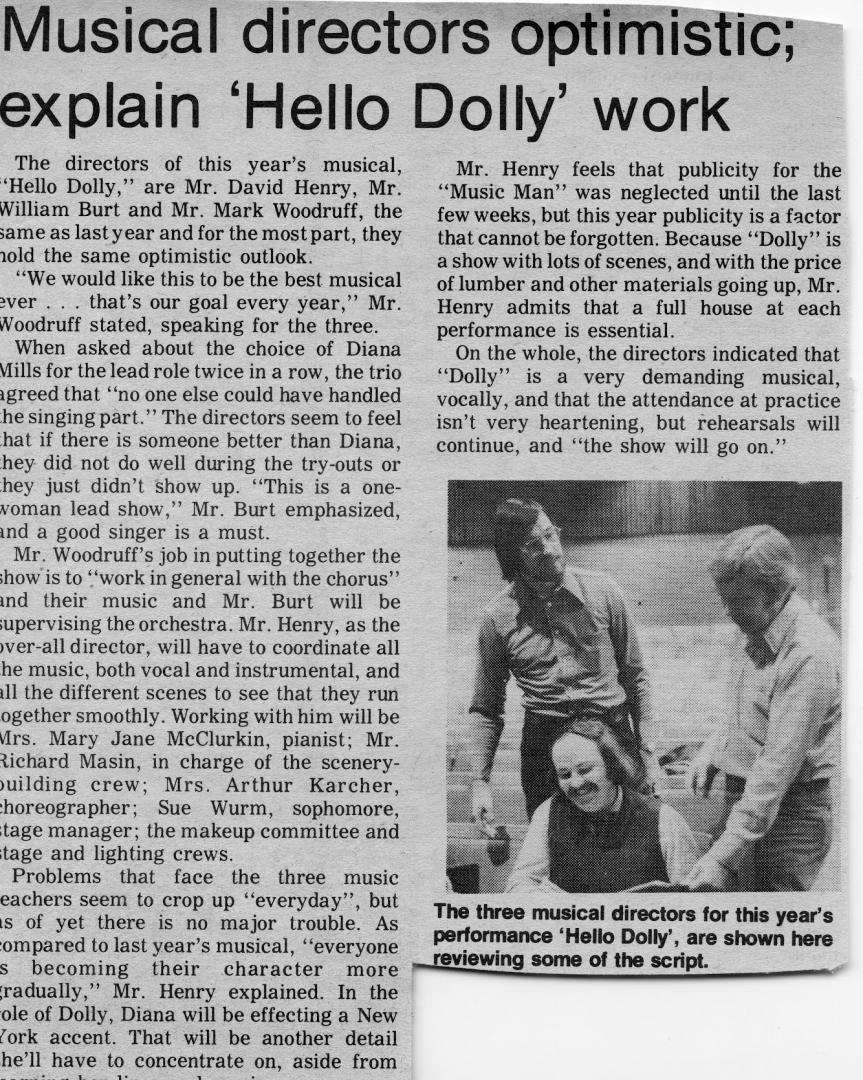 Musical directors optimistic;
explain ‘Hello Dolly’ work
The directors of this year's musical,
“Hello Dolly,” are Mr. David Henry, Mr.
William Burt and Mr. Mark Woodruff, the
same as last year and for the most part, they
hold the same optimistic outlook.
“We would like this to be the best musical
ever . . . that's our goal every year,” Mr.
Woodruff stated, speaking for the three.
When asked about the choice of Diana
Mills for the lead role twice in a row, the trio
agreed that “no one else could have handled
the singing part.” The directors seem to feel
that if there is someone better than Diana,
they did not do well during the try-outs or
they just didn't show up. “This is a one-
woman lead show,” Mr. Burt emphasized,
and a good singer is a must.
Mr. Woodruff's job in putting together the
show is to “work in general with the chorus”
and their music and Mr. Burt will be
supervising the orchestra. Mr. Henry, as the
over-all director, will have to coordinate all
the music, both vocal and instrumental, and
all the different scenes to see that they run
together smoothly. Working with him will be
Mrs. Mary Jane McClurkin, pianist; Mr.
Richard Masin, in charge of the scenery-
building crew; Mrs. Arthur Karcher,
choreographer; Sue Wurm, sophomore,
stage manager; the makeup committee and
stage and lighting crews.
Problems that face the three music
teachers seem to crop up “everyday”, but
as of yet there is no major trouble. As
compared to last year's musical, “everyone
is becoming their character more
gradually,” Mr. Henry explained. In the
role of Dolly, Diana will be effecting a New
York accent. That will be another detail
she'll have to concentrate on, aside from
Mr. Henry feels that publicity for the
“Music Man” was neglected until the last
few weeks, but this year publicity is a factor
that cannot be forgotten. Because “Dolly” is
a show with lots of scenes, and with the price
of lumber and other materials going up, Mr.
Henry admits that a full house at each
performance is essential.
On the whole, the directors indicated that
“Dolly” is a very demanding musical,
vocally, and that the attendance at practice
isn't very heartening, but rehearsals will
continue, and “the show will go on.”
The three musical directors for this year's
performance ‘Hello Dolly’, are shown here
reviewing some of the script.